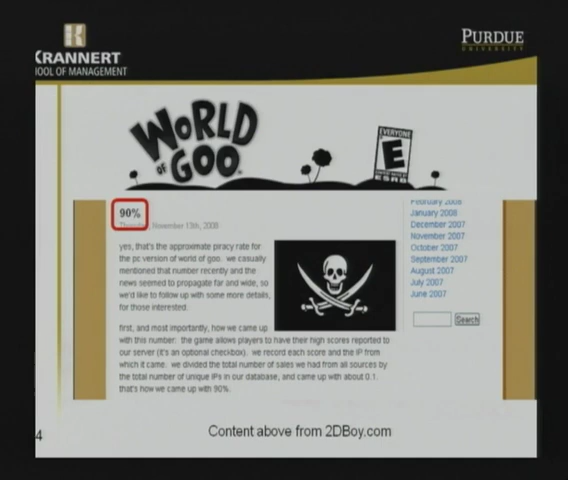 KRANNERT
SCHOOL OF MANAGEMENT
PURDUE
UNIVERSITY
WORLD
OF GOO
EVERYONE
E
ESRB
90%
November 13th, 2008
yes, that's the approximate piracy rate for
the pc version of world of goo. we casually
mentioned that number recently and the
news seemed to propagate far and wide, so
we'd like to follow up with some more details,
for those interested.
first, and most importantly, how we came up
with this number: the game allows players to have their high scores reported to
our server (it's an optional checkbox). we record each score and the IP from
which it came. we divided the total number of sales we had from all sources by
the total number of unique IPs in our database, and came up with about 0.1.
that's how we came up with 90%.
February 2008
January 2008
December 2007
November 2007
October 2007
September 2007
August 2007
July 2007
June 2007
Search
4
Content above from 2DBoy.com